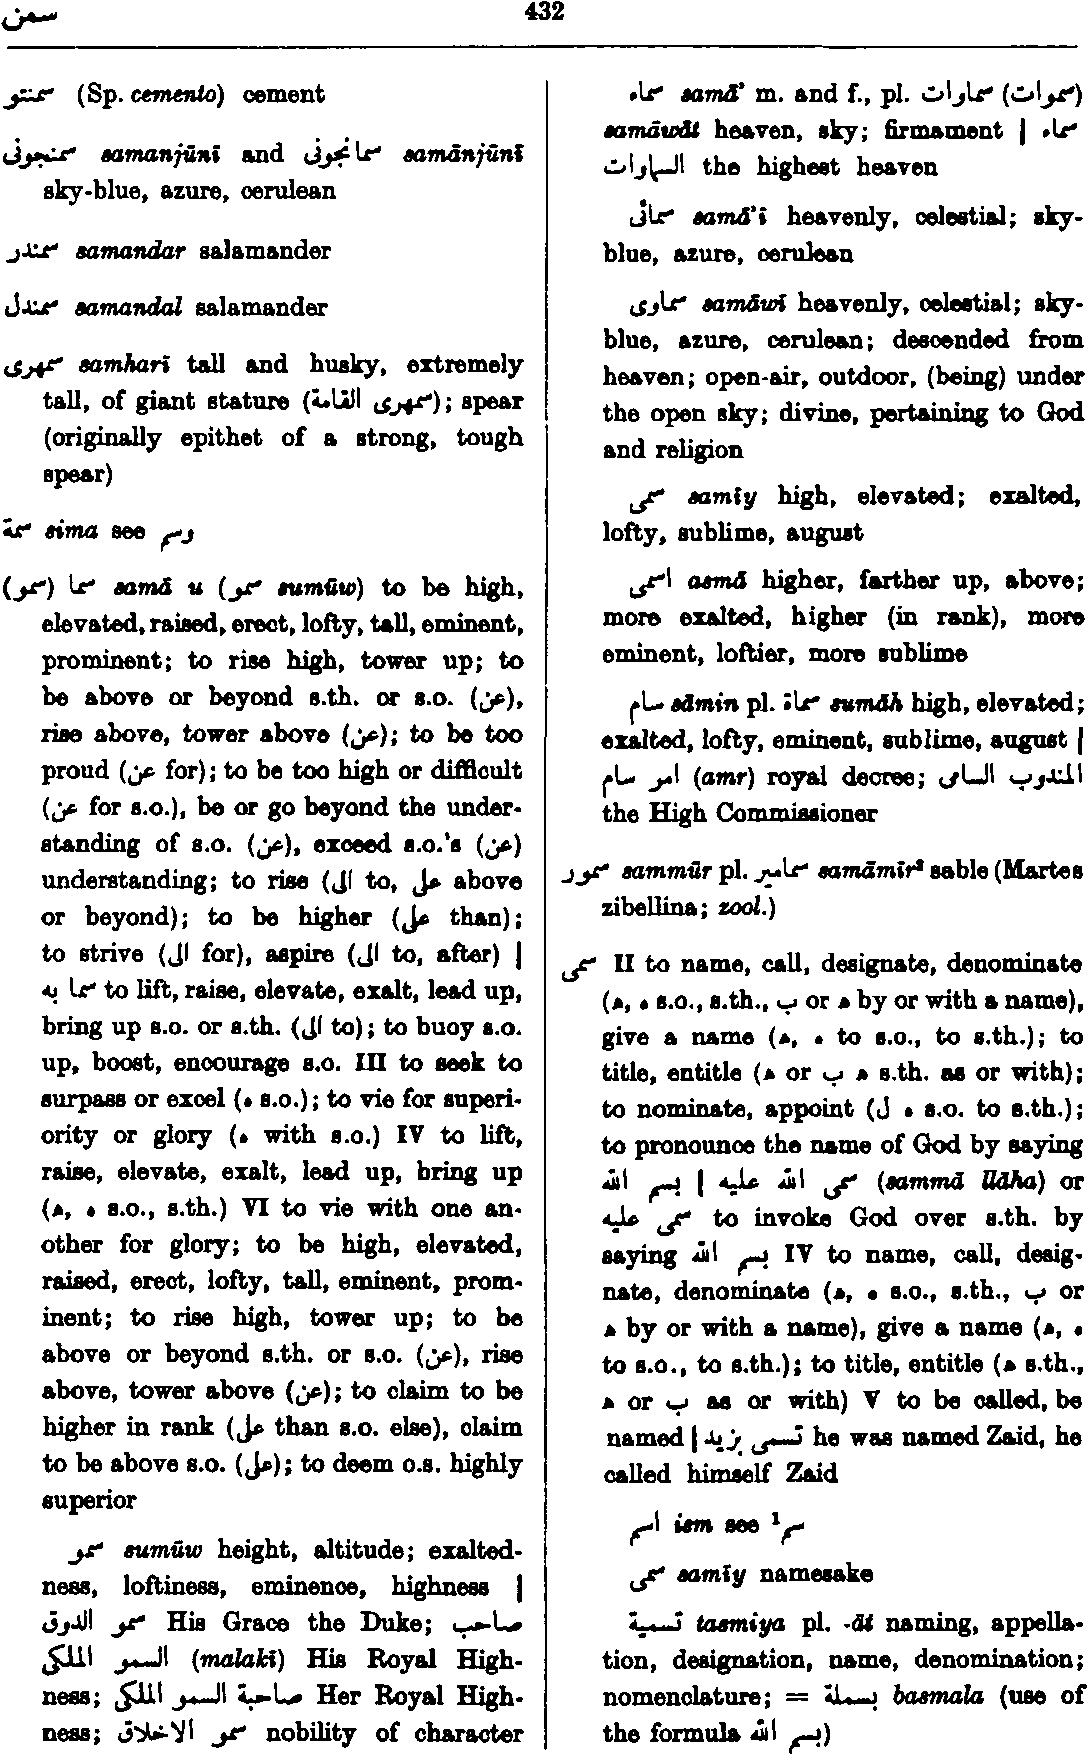 سمن
432
سمنتو (Sp. cemento) cement
سمنجونى samanjūnī and سمانجونى samānjūnī
sky-blue, azure, cerulean
سمندر samandar salamander
سمندل samandal salamander
سمهرى samharī tall and husky, extremely
tall, of giant stature (سمهرى القامة); spear
(originally epithet of a strong, tough
spear)
سمة sima see وسم
(سمو) سما samā u (سمو sumūw) to be high,
elevated, raised, erect, lofty, tall, eminent,
prominent; to rise high, tower up; to
be above or beyond s.th. or s.o. (عن),
rise above, tower above (عن); to be too
proud (عن for); to be too high or difficult
(عن for s.o.), be or go beyond the under-
standing of s.o. (عن), exceed s.o.'s (عن)
understanding; to rise (الى to, على above
or beyond); to be higher (على than);
to strive (الى for), aspire (الى to, after) |
سما به to lift, raise, elevate, exalt, lead up,
bring up s.o. or s.th. (الى to); to buoy s.o.
up, boost, encourage s.o. III to seek to
surpass or excel (ه s.o.); to vie for superi-
ority or glory (ه with s.o.) IV to lift,
raise, elevate, exalt, lead up, bring up
(ه, ه s.o., s.th.) VI to vie with one an-
other for glory; to be high, elevated,
raised, erect, lofty, tall, eminent, prom-
inent; to rise high, tower up; to be
above or beyond s.th. or s.o. (عن), rise
above, tower above (عن); to claim to be
higher in rank (على than s.o. else), claim
to be above s.o. (على); to deem o.s. highly
superior
سمو sumūw height, altitude; exalted-
ness, loftiness, eminence, highness |
سمو الدوق His Grace the Duke; صاحب
السمو الملكى (malakī) His Royal High-
ness; صاحبة السمو الملكى Her Royal High-
ness; سمو الاخلاق nobility of character
سماء samā' m. and f., pl. سماوات (سموات)
samāwāt heaven, sky; firmament | سماء
السماوات the highest heaven
سمائى samā'ī heavenly, celestial; sky-
blue, azure, cerulean
سماوى samāwī heavenly, celestial; sky-
blue, azure, cerulean; descended from
heaven; open-air, outdoor, (being) under
the open sky; divine, pertaining to God
and religion
سمى samīy high, elevated; exalted,
lofty, sublime, august
اسمى asmā higher, farther up, above;
more exalted, higher (in rank), more
eminent, loftier, more sublime
سام sāmin pl. سماة sumāh high, elevated;
exalted, lofty, eminent, sublime, august |
امر سام (amr) royal decree; المندوب السامى
the High Commissioner
سمور sammūr pl. سمامير samāmīr² sable (Martes
zibellina; zool.)
سمى II to name, call, designate, denominate
(ه, ه s.o., s.th., ب or ه by or with a name),
give a name (ه, ه to s.o., to s.th.); to
title, entitle (ه or ب ه s.th. as or with);
to nominate, appoint (ل ه s.o. to s.th.);
to pronounce the name of God by saying
بسم الله | سمى الله عليه (sammā llāha) or
سمى عليه to invoke God over s.th. by
saying بسم الله IV to name, call, desig-
nate, denominate (ه, ه s.o., s.th., ب or
ه by or with a name), give a name (ه, ه
to s.o., to s.th.); to title, entitle (ه s.th.,
ه or ب as or with) V to be called, be
named | تسمى بزيد he was named Zaid, he
called himself Zaid
اسم ism see ¹سم
سمى samīy namesake
تسمية tasmiya pl. -āt naming, appella-
tion, designation, name, denomination;
nomenclature; = بسملة basmala (use of
the formula بسم الله)